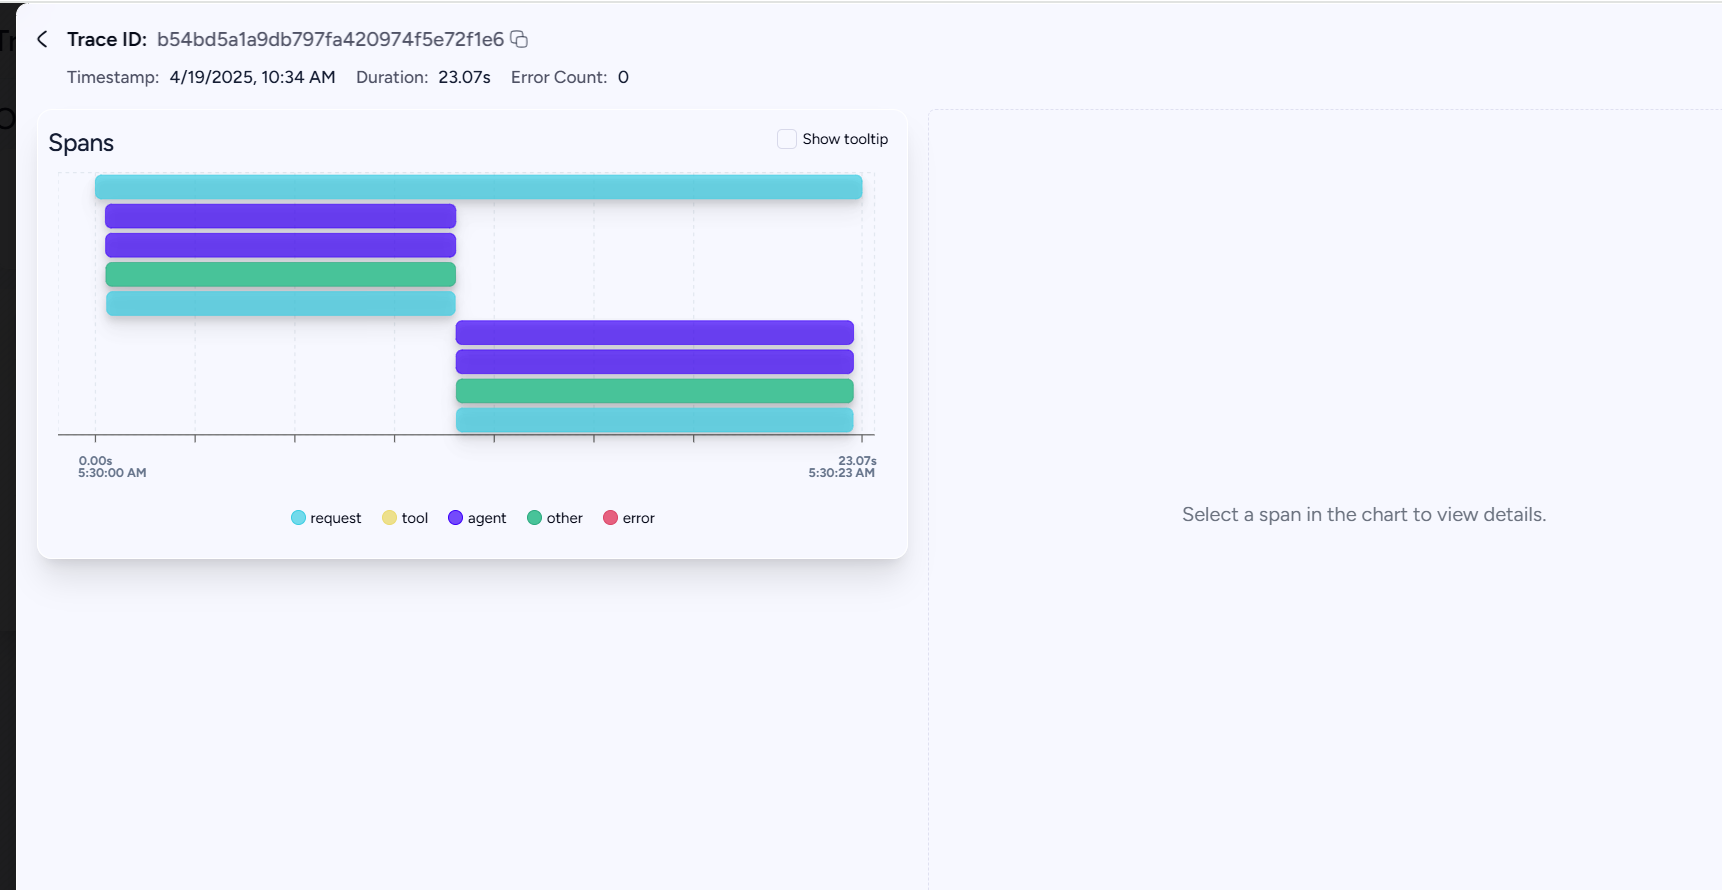 Trace ID: b54bd5a1a9db797fa420974f5e72f1e6
Timestamp: 4/19/2025, 10:34 AM Duration: 23.07s Error Count: 0
Spans
Show tooltip
0.00s
5:30:00 AM
23.07s
5:30:23 AM
request tool agent other error
Select a span in the chart to view details.